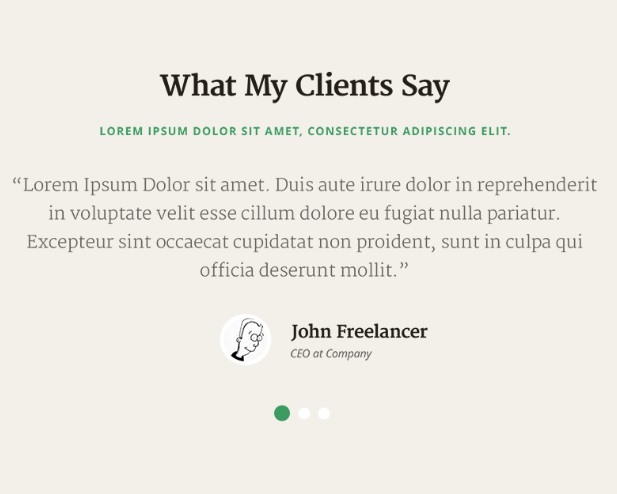 What My Clients Say
LOREM IPSUM DOLOR SIT AMET, CONSECTETUR ADIPISCING ELIT.
“Lorem Ipsum Dolor sit amet. Duis aute irure dolor in reprehenderit
in voluptate velit esse cillum dolore eu fugiat nulla pariatur.
Excepteur sint occaecat cupidatat non proident, sunt in culpa qui
officia deserunt mollit.”
John Freelancer
CEO at Company